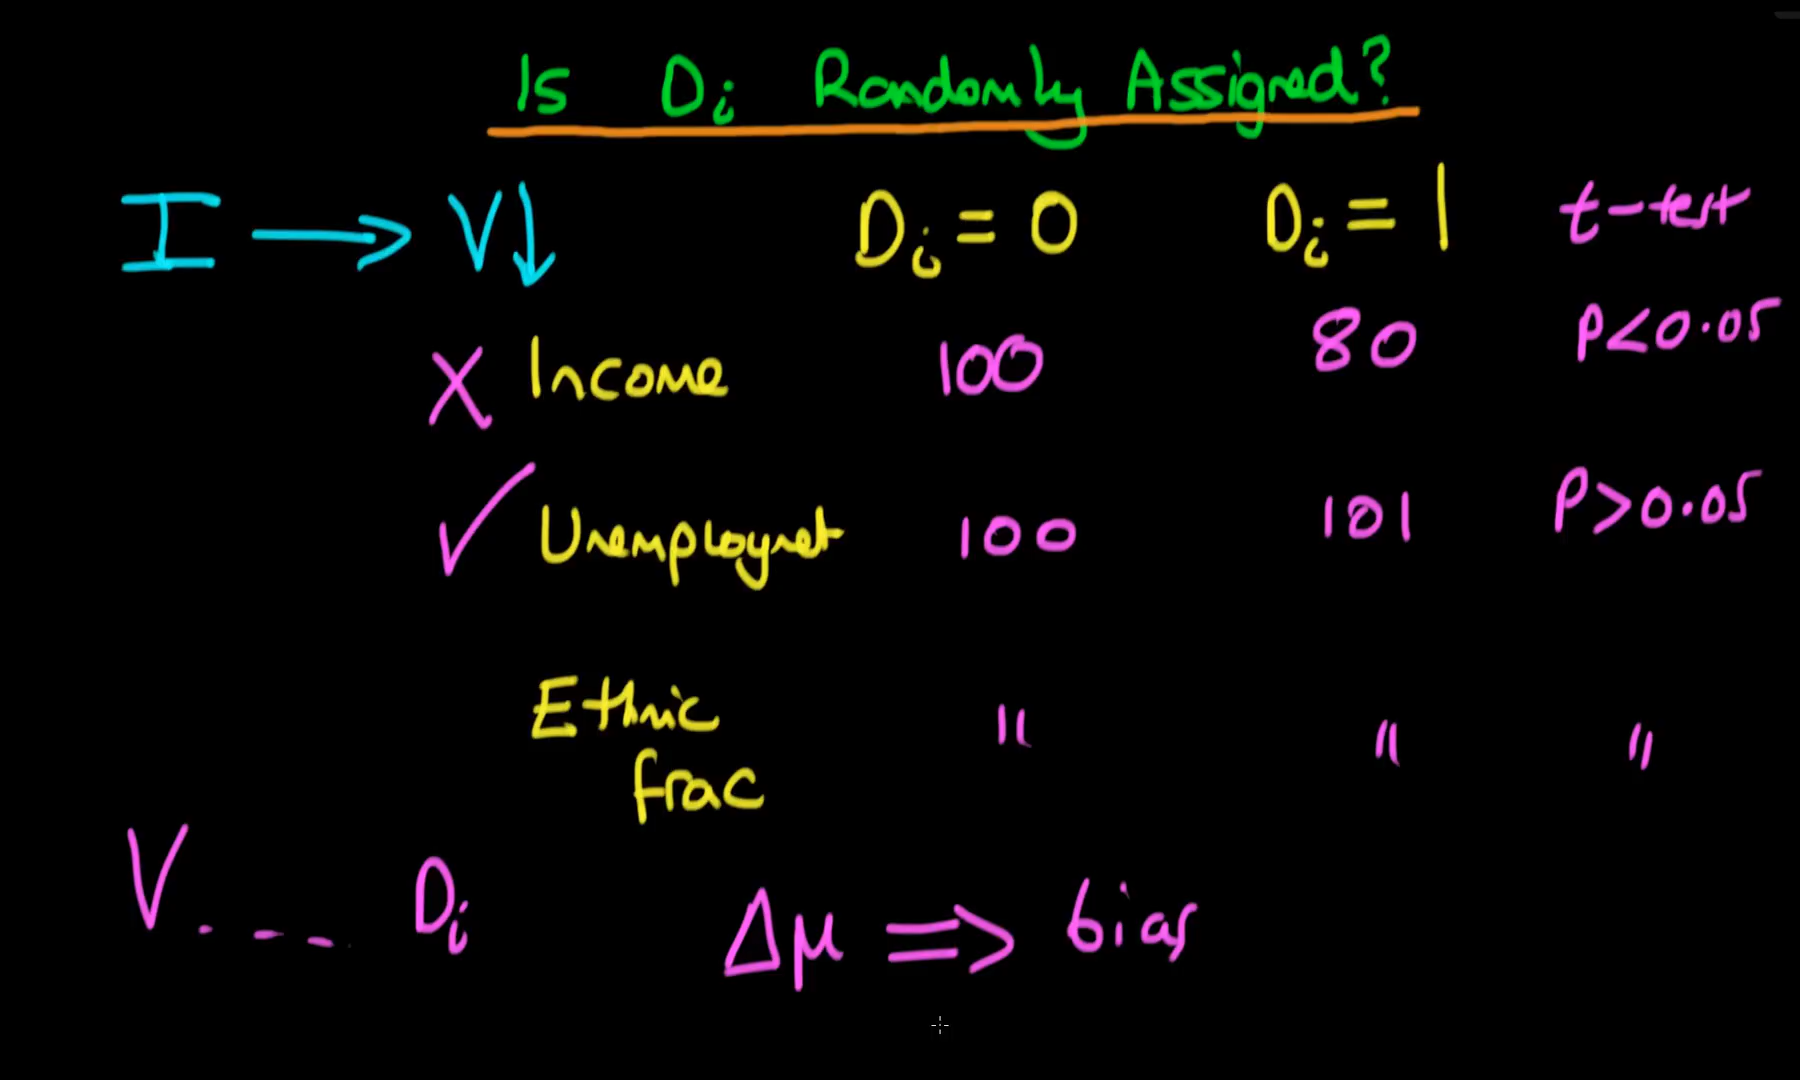 Is Di Randomly Assigned?
I → V↓ Di = 0 Di = 1 t-test
X Income 100 80 P<0.05
✓ Unemploymet 100 101 P>0.05
Ethnic frac " " "
V --- Di Δμ ⇒ bias